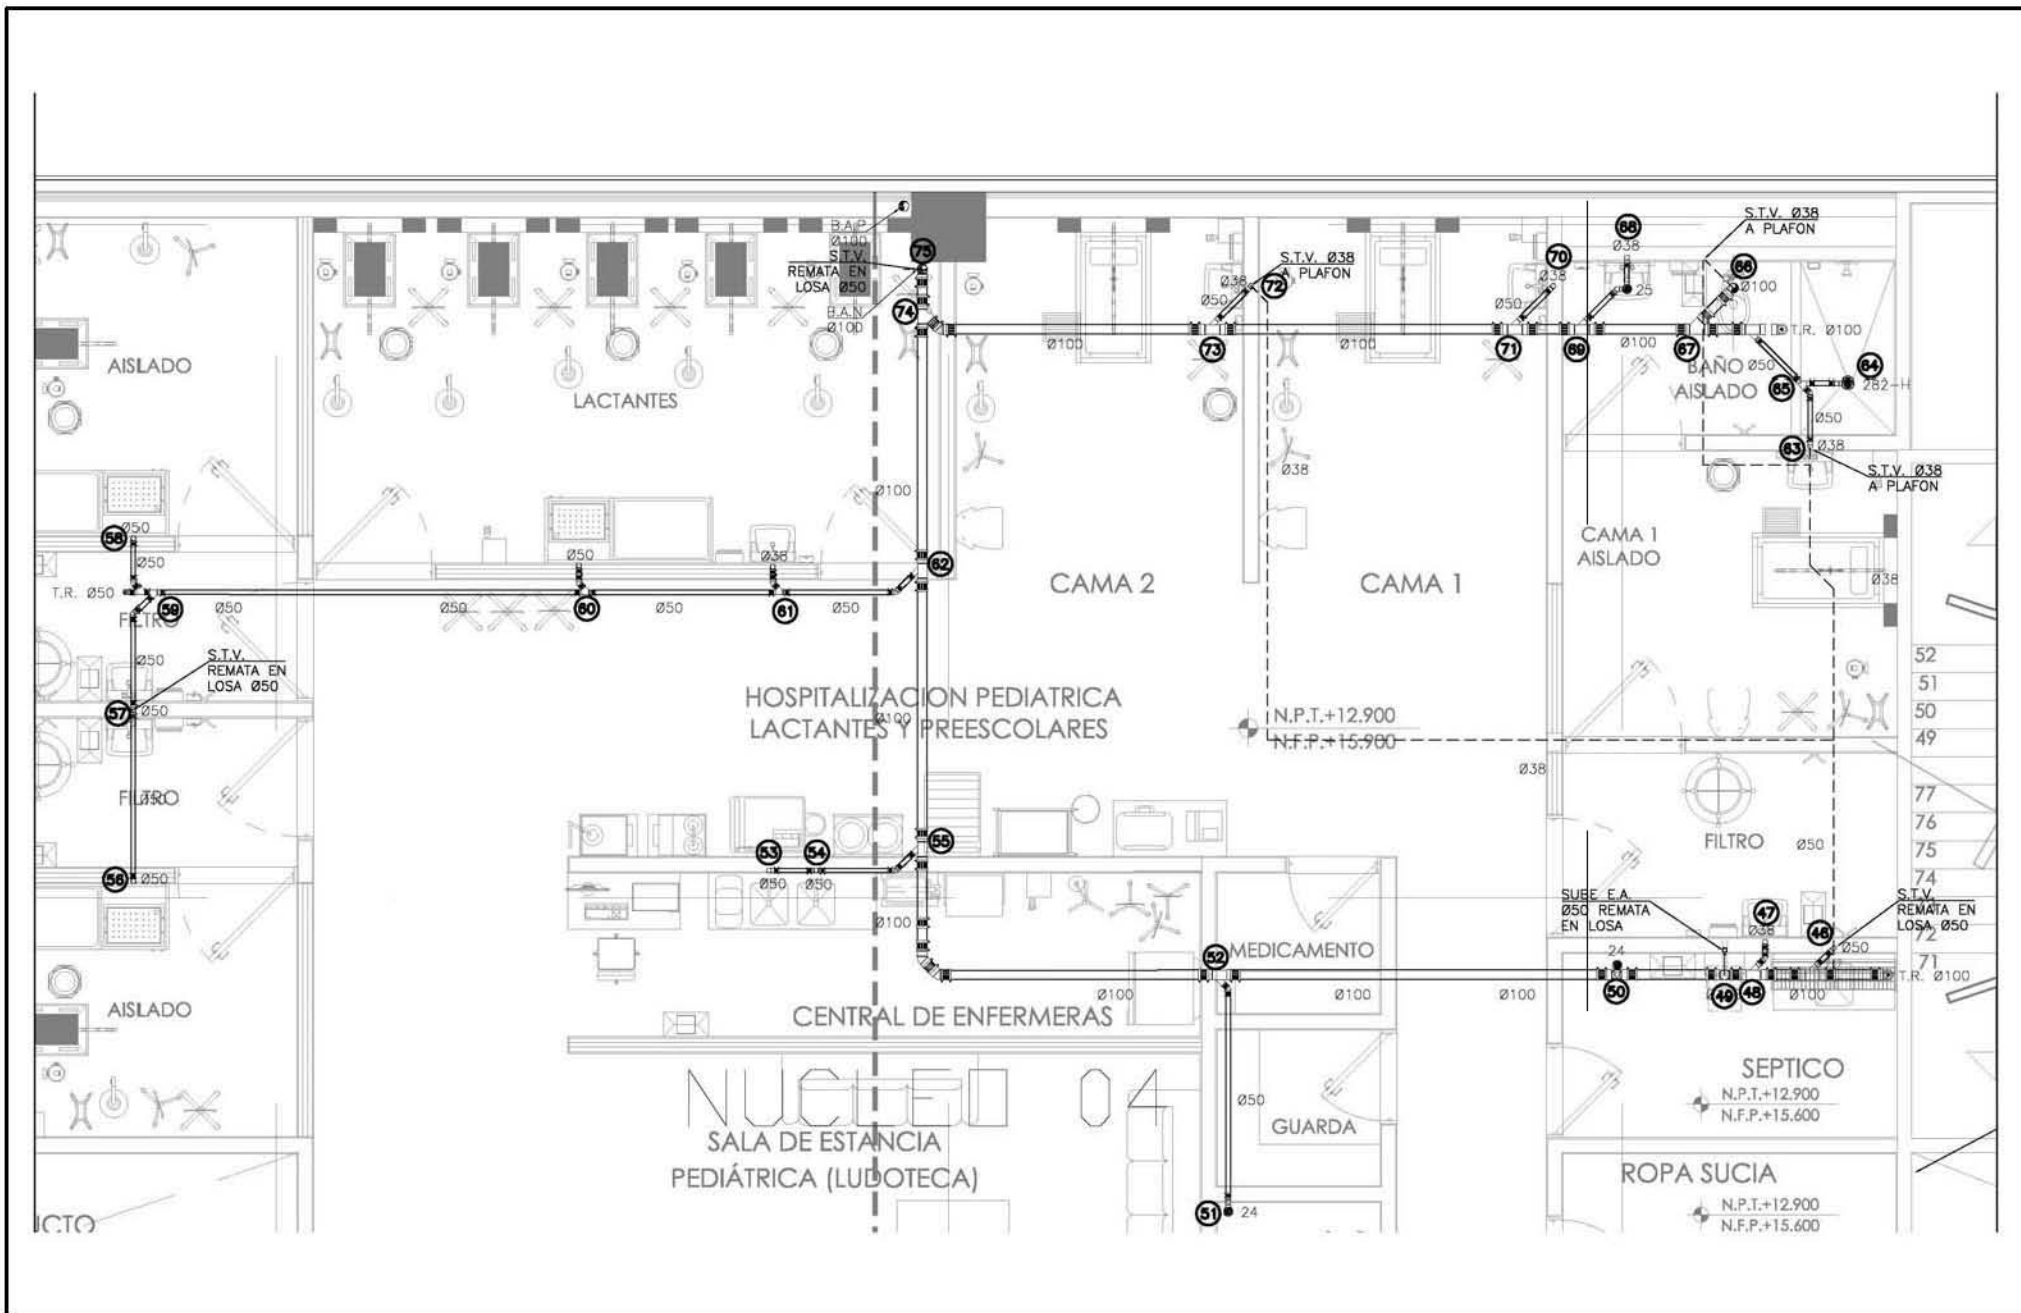 S.T.V. Ø38
A PLAFON
68
Ø38
B.A.P
Ø100
S.T.V.
REMATA EN
LOSA Ø50
B.A.N
Ø100
75
74
S.T.V. Ø38
A PLAFON
Ø38
72
Ø50
70
Ø38
Ø50
25
66
Ø100
T.R. Ø100
Ø100
73
Ø100
71
69
Ø100
67
BAÑO
AISLADO
Ø50
65
64
282-H
Ø50
63
Ø38
S.T.V. Ø38
A PLAFON
AISLADO
LACTANTES
Ø38
Ø100
58
Ø50
Ø50
T.R. Ø50
59
FILTRO
Ø50
Ø50
Ø50
60
Ø50
Ø38
61
Ø50
62
CAMA 2
CAMA 1
CAMA 1
AISLADO
Ø38
Ø50
S.T.V.
REMATA EN
LOSA Ø50
57
Ø50
HOSPITALIZACION PEDIATRICA
LACTANTES Y PREESCOLARES
Ø100
N.P.T.+12.900
N.F.P.+15.900
Ø38
52
51
50
49
77
76
75
74
72
71
FILTRO
Ø50
56
Ø50
53
54
55
Ø50
Ø50
Ø100
FILTRO
Ø50
SUBE E.A.
Ø50 REMATA
EN LOSA
47
Ø38
46
Ø50
S.T.V.
REMATA EN
LOSA Ø50
24
50
49
48
Ø100
T.R. Ø100
52
MEDICAMENTO
Ø100
Ø100
Ø100
AISLADO
CENTRAL DE ENFERMERAS
NUCLEO 04
SALA DE ESTANCIA
PEDIÁTRICA (LUDOTECA)
Ø50
GUARDA
51
24
SEPTICO
N.P.T.+12.900
N.F.P.+15.600
ROPA SUCIA
N.P.T.+12.900
N.F.P.+15.600
ICTO